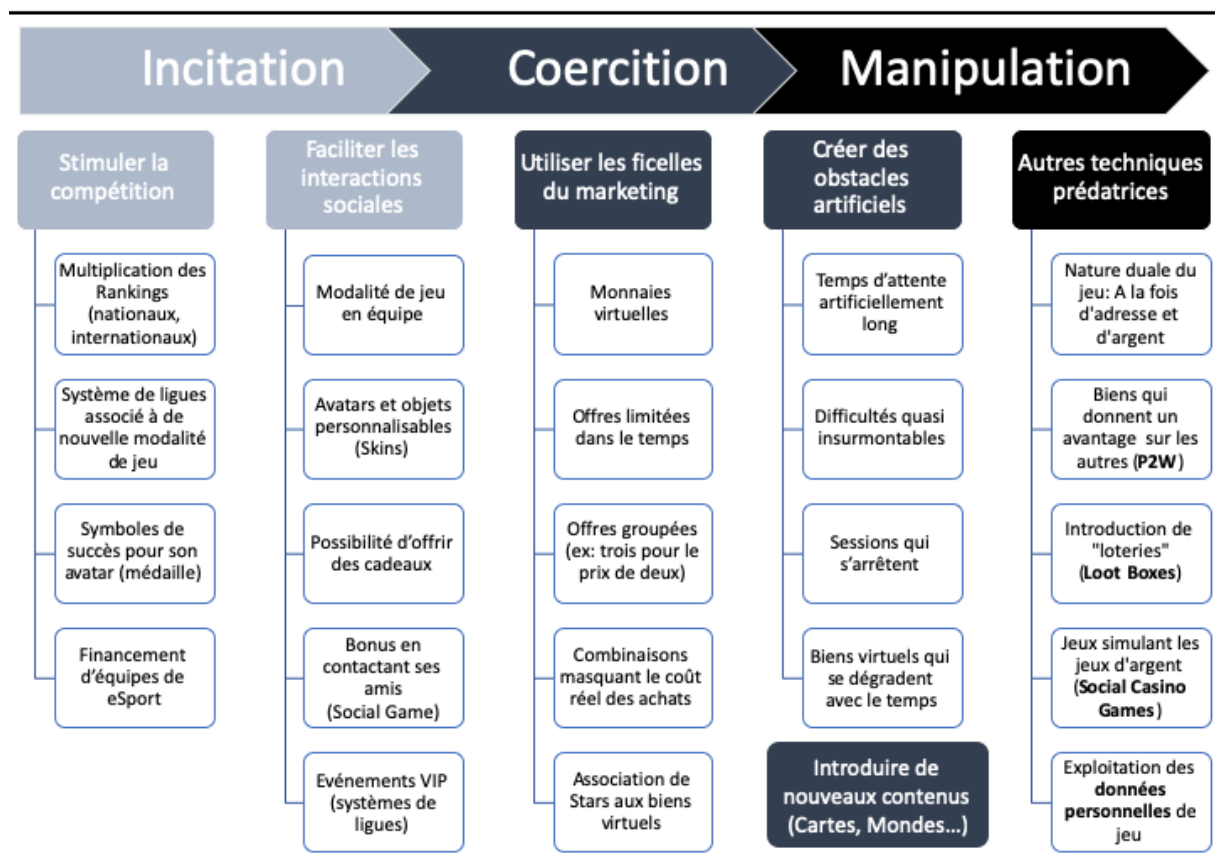 Incitation
Coercition
Manipulation
Stimuler la
compétition
Multiplication des
Rankings
(nationaux,
internationaux)
Système de ligues
associé à de
nouvelle modalité
de jeu
Symboles de
succès pour son
avatar (médaille)
Financement
d'équipes de
eSport
Faciliter les
interactions
sociales
Modalité de jeu
en équipe
Avatars et objets
personnalisables
(Skins)
Possibilité d'offrir
des cadeaux
Bonus en
contactant ses
amis
(Social Game)
Evénements VIP
(systèmes de
ligues)
Utiliser les ficelles
du marketing
Monnaies
virtuelles
Offres limitées
dans le temps
Offres groupées
(ex: trois pour le
prix de deux)
Combinaisons
masquant le coût
réel des achats
Association de
Stars aux biens
virtuels
Créer des
obstacles
artificiels
Temps d'attente
artificiellement
long
Difficultés quasi
insurmontables
Sessions qui
s'arrêtent
Biens virtuels qui
se dégradent
avec le temps
Introduire de
nouveaux contenus
(Cartes, Mondes...)
Autres techniques
prédatrices
Nature duale du
jeu: A la fois
d'adresse et
d'argent
Biens qui
donnent un
avantage sur les
autres (P2W)
Introduction de
"loteries"
(Loot Boxes)
Jeux simulant les
jeux d'argent
(Social Casino
Games)
Exploitation des
données
personnelles de
jeu